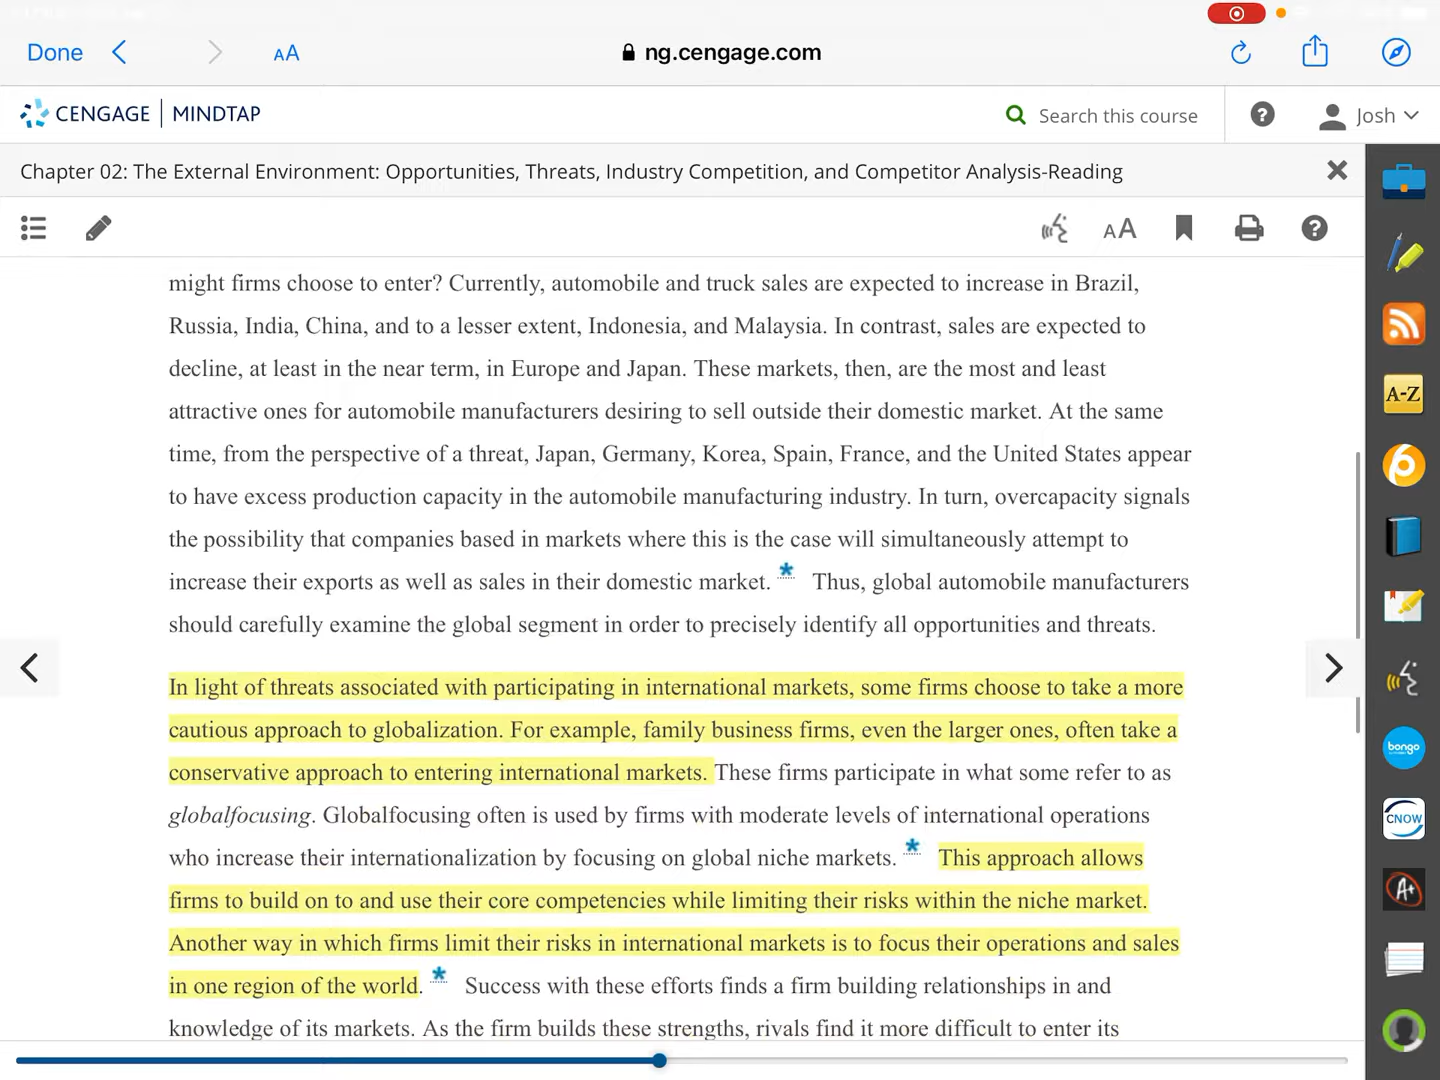 Done
AA
ng.cengage.com
CENGAGE | MINDTAP
Search this course
Josh
Chapter 02: The External Environment: Opportunities, Threats, Industry Competition, and Competitor Analysis-Reading
AA
might firms choose to enter? Currently, automobile and truck sales are expected to increase in Brazil,
Russia, India, China, and to a lesser extent, Indonesia, and Malaysia. In contrast, sales are expected to
decline, at least in the near term, in Europe and Japan. These markets, then, are the most and least
attractive ones for automobile manufacturers desiring to sell outside their domestic market. At the same
time, from the perspective of a threat, Japan, Germany, Korea, Spain, France, and the United States appear
to have excess production capacity in the automobile manufacturing industry. In turn, overcapacity signals
the possibility that companies based in markets where this is the case will simultaneously attempt to
increase their exports as well as sales in their domestic market. * Thus, global automobile manufacturers
should carefully examine the global segment in order to precisely identify all opportunities and threats.
In light of threats associated with participating in international markets, some firms choose to take a more
cautious approach to globalization. For example, family business firms, even the larger ones, often take a
conservative approach to entering international markets. These firms participate in what some refer to as
globalfocusing. Globalfocusing often is used by firms with moderate levels of international operations
who increase their internationalization by focusing on global niche markets. * This approach allows
firms to build on to and use their core competencies while limiting their risks within the niche market.
Another way in which firms limit their risks in international markets is to focus their operations and sales
in one region of the world. * Success with these efforts finds a firm building relationships in and
knowledge of its markets. As the firm builds these strengths, rivals find it more difficult to enter its
A-Z
bongo
CNOW
A+